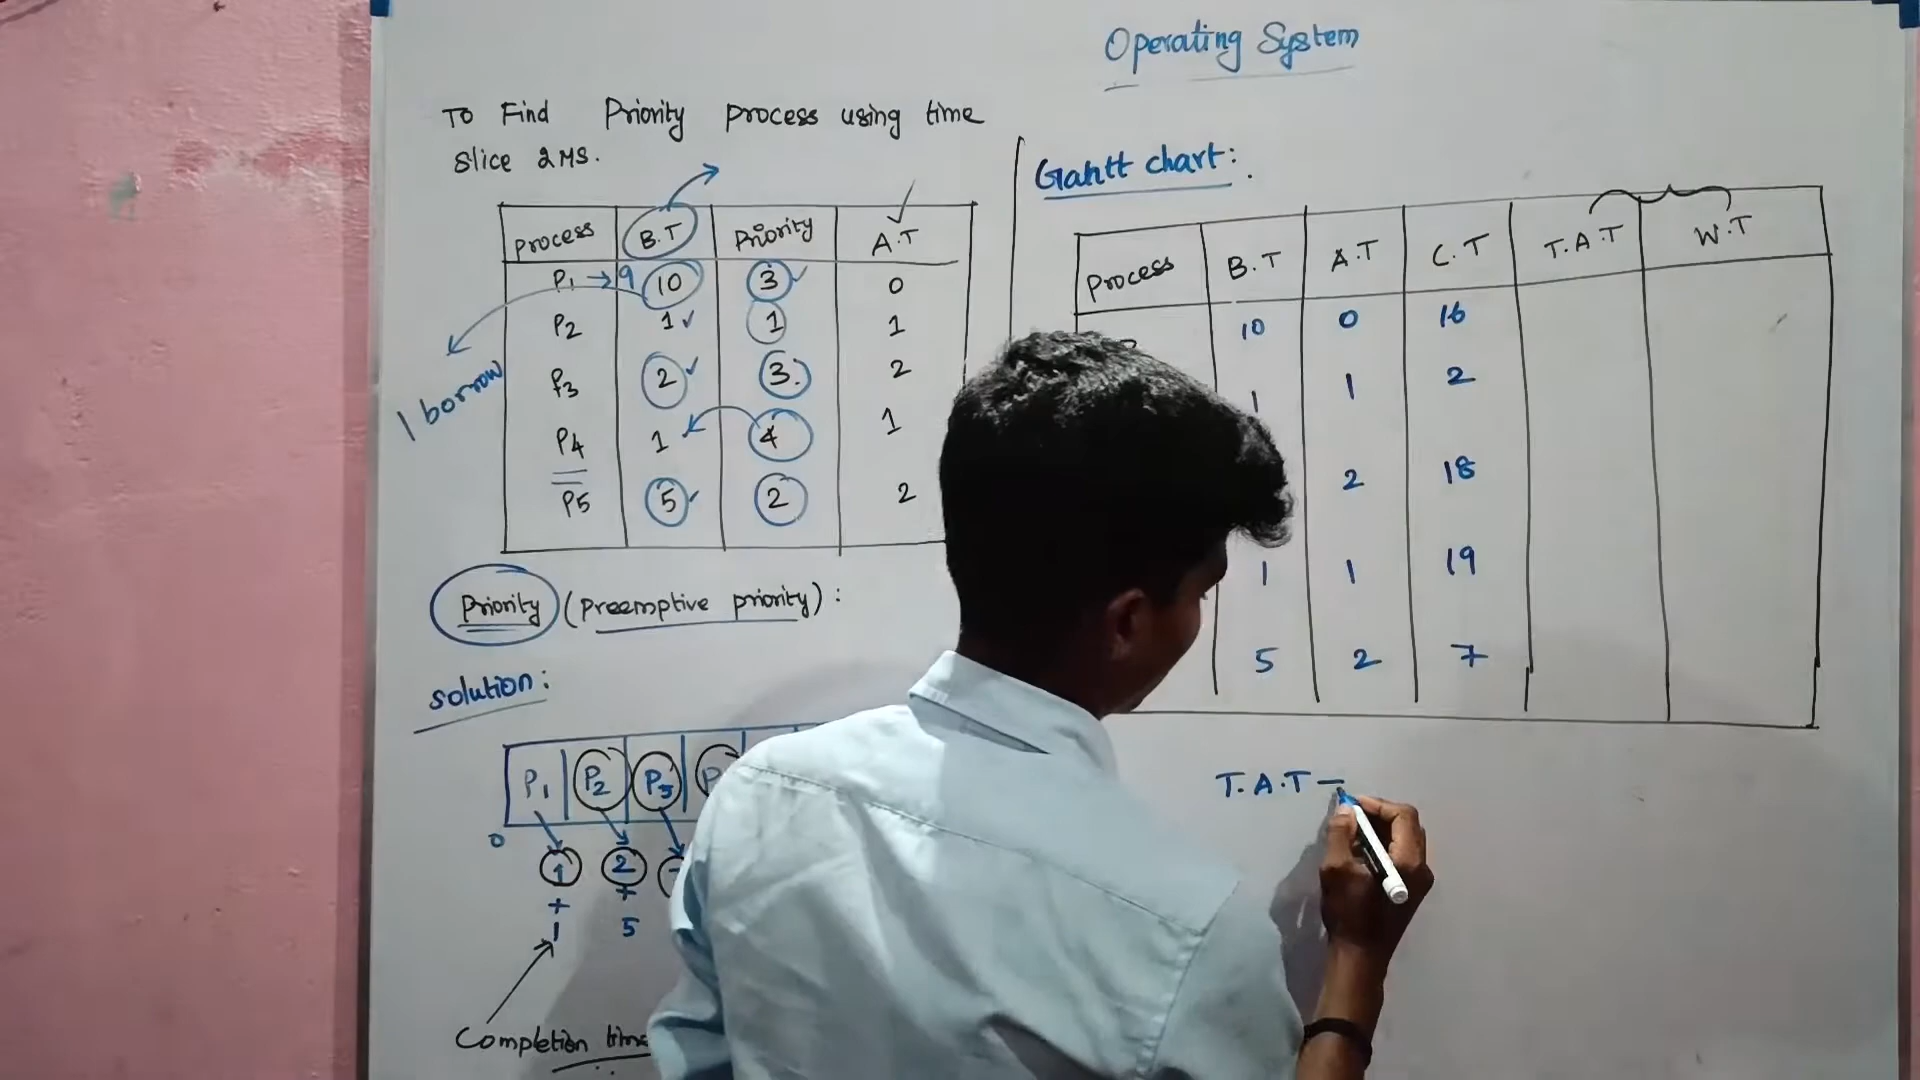 Operating System
To Find Priority process using time
Slice 2MS.
Process B.T Priority A.T
P1 → 9 10 3 ✓ 0
P2 1 ✓ 1 1
P3 2 ✓ 3. 2
P4 1 4 1
P5 5 ✓ 2 2
1 borrow
Priority (Preemptive priority) :
Solution :
P1 P2 P5
0 1 2
+ +
1 5
Completion time
Gantt chart :
Process B.T A.T C.T T.A.T W.T
10 0 16
1 1 2
2 18
1 1 19
5 2 7
T.A.T –